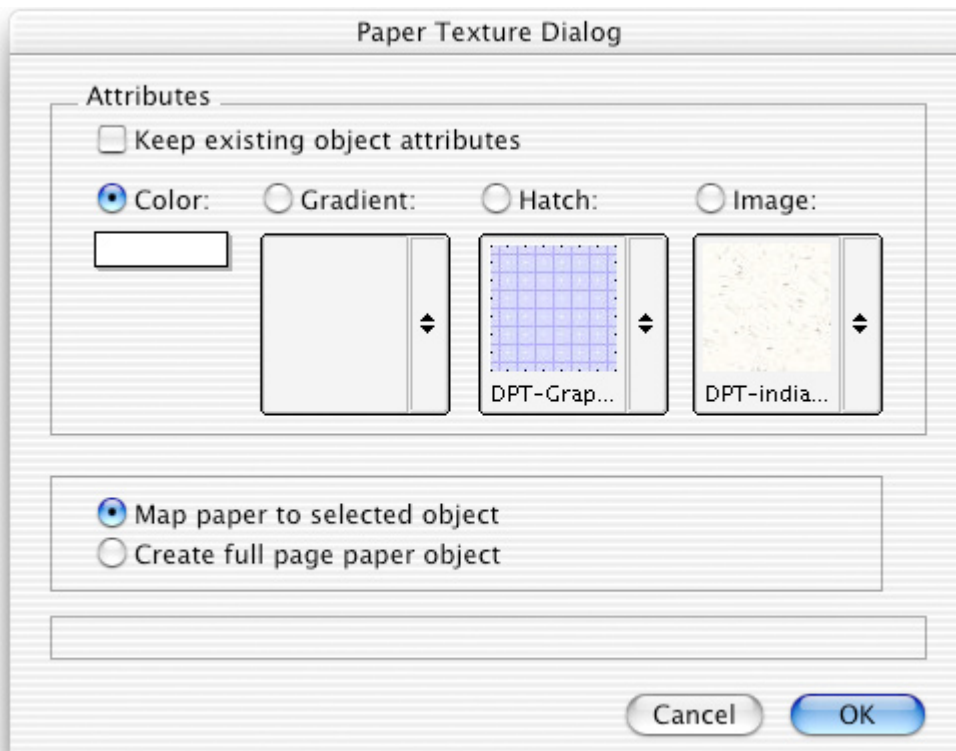 Paper Texture Dialog
Attributes
Keep existing object attributes
Color: Gradient: Hatch: Image:
DPT-Grap... DPT-india...
Map paper to selected object
Create full page paper object
Cancel OK